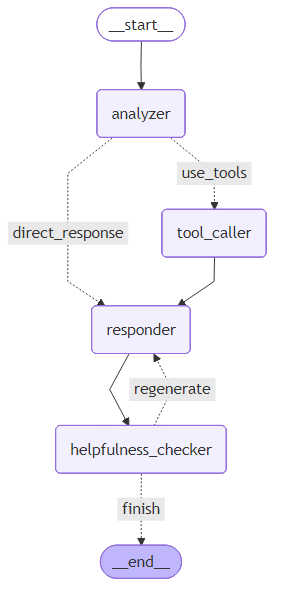 __start__
analyzer
use_tools
direct_response
tool_caller
responder
regenerate
helpfulness_checker
finish
__end__